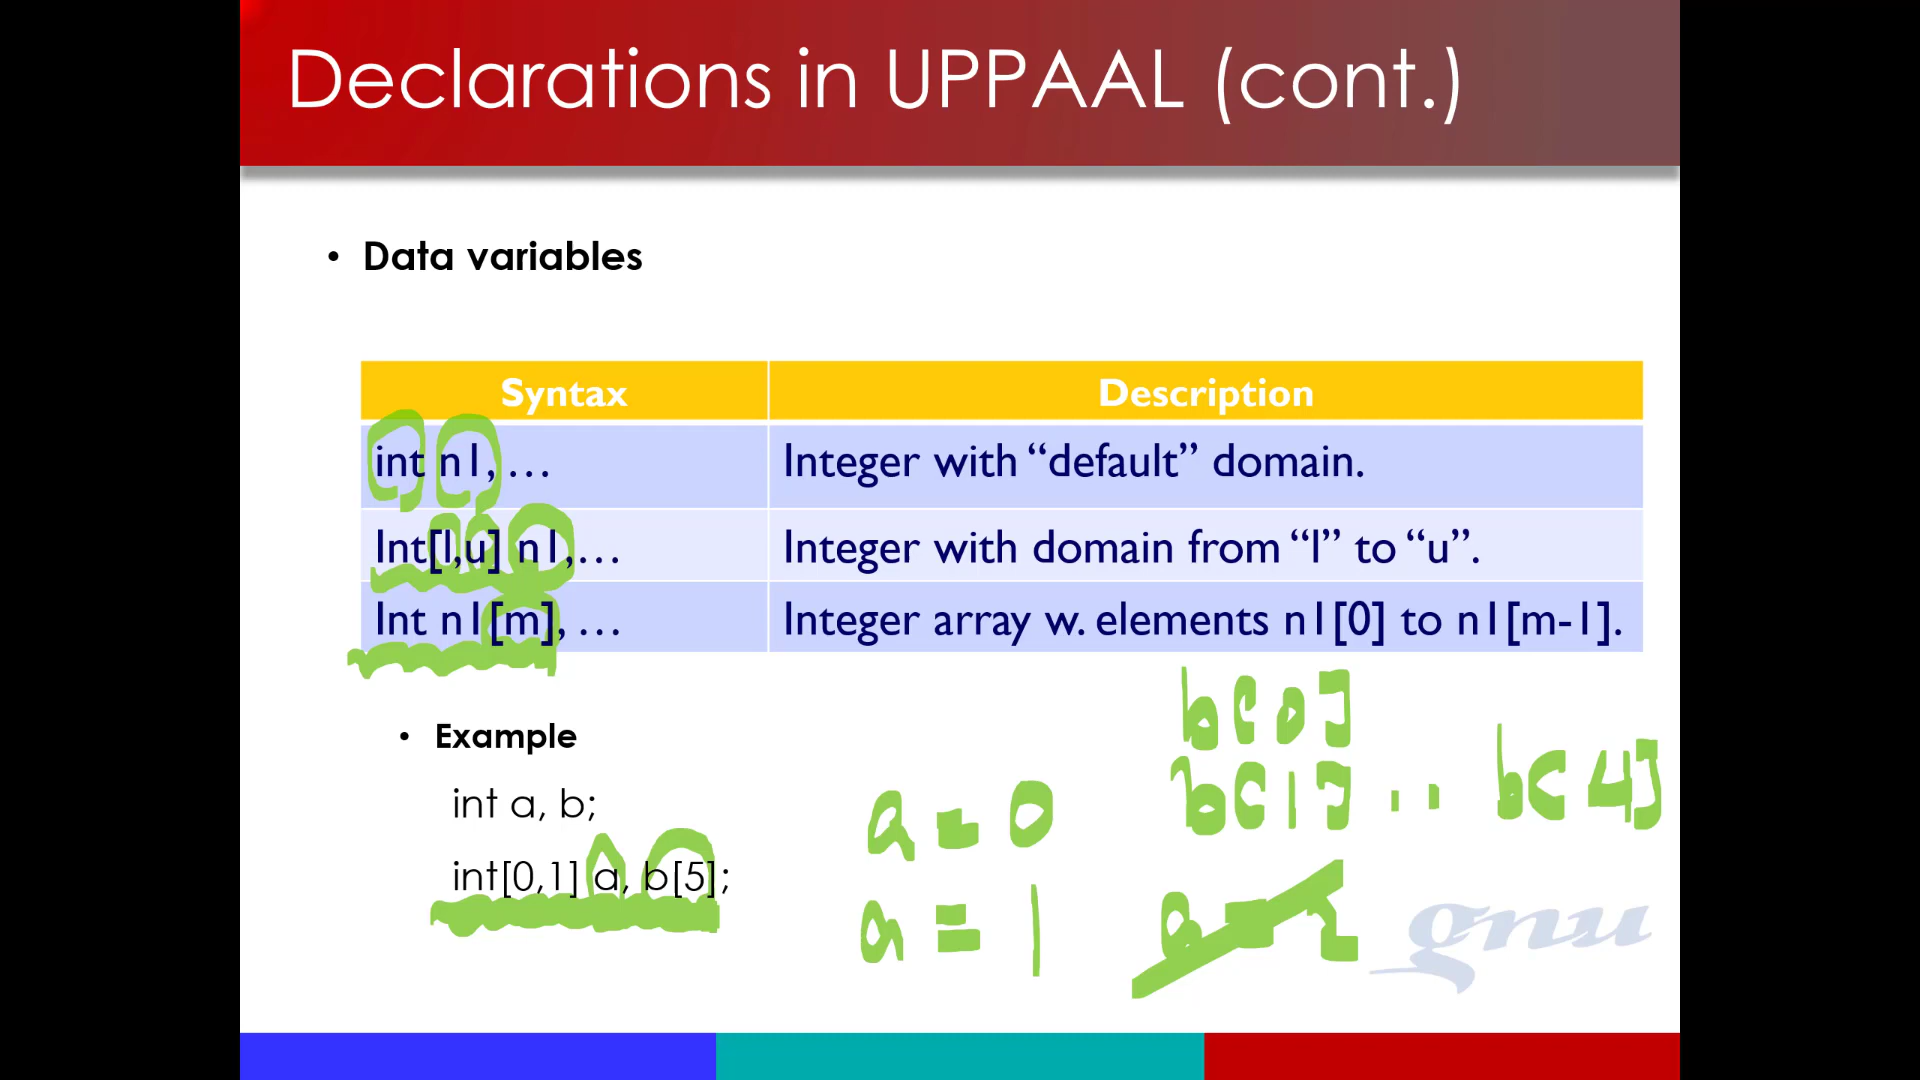 Declarations in UPPAAL (cont.)
• Data variables
Syntax Description
int n1, … Integer with “default” domain.
Int[l,u] n1,… Integer with domain from “l” to “u”.
Int n1[m], … Integer array w. elements n1[0] to n1[m-1].
• Example
int a, b;
int[0,1] a, b[5];
b[0]
b[1] .. b[4]
a = 0
a = 1 a = 2
gnu